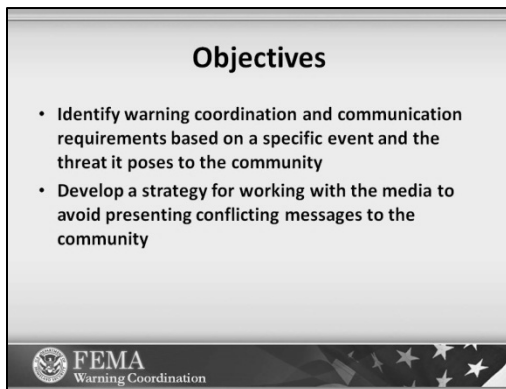 Objectives
• Identify warning coordination and communication
requirements based on a specific event and the
threat it poses to the community
• Develop a strategy for working with the media to
avoid presenting conflicting messages to the
community
FEMA
Warning Coordination